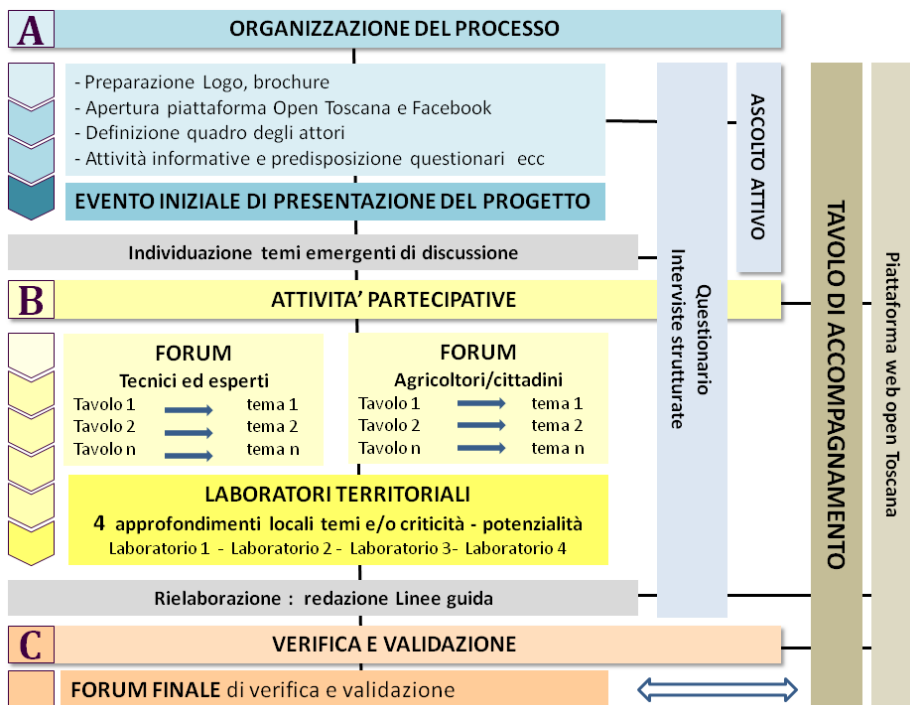 A
ORGANIZZAZIONE DEL PROCESSO
- Preparazione Logo, brochure
- Apertura piattaforma Open Toscana e Facebook
- Definizione quadro degli attori
- Attività informative e predisposizione questionari ecc
EVENTO INIZIALE DI PRESENTAZIONE DEL PROGETTO
Individuazione temi emergenti di discussione
B
ATTIVITA’ PARTECIPATIVE
FORUM
Tecnici ed esperti
Tavolo 1 tema 1
Tavolo 2 tema 2
Tavolo n tema n
FORUM
Agricoltori/cittadini
Tavolo 1 tema 1
Tavolo 2 tema 2
Tavolo n tema n
LABORATORI TERRITORIALI
4 approfondimenti locali temi e/o criticità - potenzialità
Laboratorio 1 - Laboratorio 2 - Laboratorio 3- Laboratorio 4
Rielaborazione : redazione Linee guida
C
VERIFICA E VALIDAZIONE
FORUM FINALE di verifica e validazione
Questionario
Interviste strutturate
ASCOLTO ATTIVO
TAVOLO DI ACCOMPAGNAMENTO
Piattaforma web open Toscana